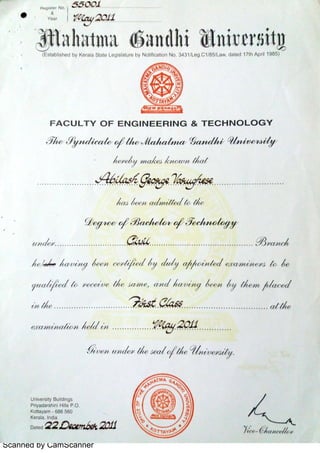 Register No. 55001
&
Year May 2011
Mahatma Gandhi University
(Established by Kerala State Legislature by Notification No. 3431/Leg.C1/85/Law, dated 17th April 1985)
FACULTY OF ENGINEERING & TECHNOLOGY
The Syndicate of the Mahatma Gandhi University
hereby makes known that
Abilash George Varughese
has been admitted to the
Degree of Bachelor of Technology
under Civil Branch
he/she having been certified by duly appointed examiners to be
qualified to receive the same, and having been by them placed
in the First Class at the
examination held in May 2011
Given under the seal of the University.
University Buildings
Priyadarshini Hills P.O.
Kottayam - 686 560
Kerala, India
Dated 22 December 2011
Vice-Chancellor
Scanned by CamScanner